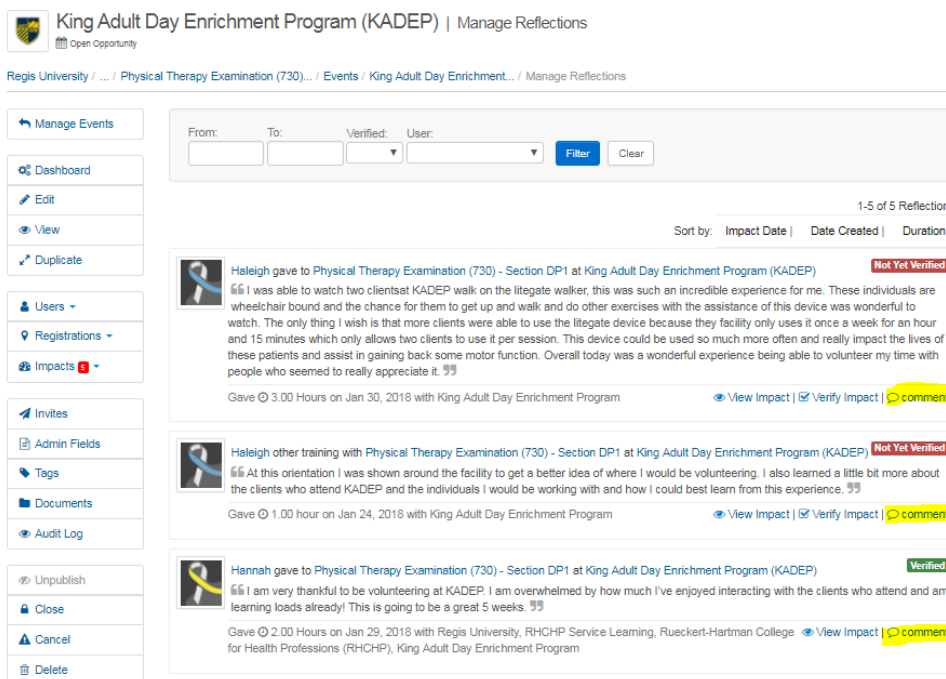 King Adult Day Enrichment Program (KADEP) | Manage Reflections
Open Opportunity
Regis University / ... / Physical Therapy Examination (730)... / Events / King Adult Day Enrichment... / Manage Reflections
Manage Events
Dashboard
Edit
View
Duplicate
Users
Registrations
Impacts 5
Invites
Admin Fields
Tags
Documents
Audit Log
Unpublish
Close
Cancel
Delete
From: To: Verified: User:
Filter Clear
1-5 of 5 Reflection
Sort by: Impact Date | Date Created | Duration
Haleigh gave to Physical Therapy Examination (730) - Section DP1 at King Adult Day Enrichment Program (KADEP) Not Yet Verified
I was able to watch two clientsat KADEP walk on the litegate walker, this was such an incredible experience for me. These individuals are
wheelchair bound and the chance for them to get up and walk and do other exercises with the assistance of this device was wonderful to
watch. The only thing I wish is that more clients were able to use the litegate device because they facility only uses it once a week for an hour
and 15 minutes which only allows two clients to use it per session. This device could be used so much more often and really impact the lives of
these patients and assist in gaining back some motor function. Overall today was a wonderful experience being able to volunteer my time with
people who seemed to really appreciate it.
Gave 3.00 Hours on Jan 30, 2018 with King Adult Day Enrichment Program View Impact | Verify Impact | comment
Haleigh other training with Physical Therapy Examination (730) - Section DP1 at King Adult Day Enrichment Program (KADEP) Not Yet Verified
At this orientation I was shown around the facility to get a better idea of where I would be volunteering. I also learned a little bit more about
the clients who attend KADEP and the individuals I would be working with and how I could best learn from this experience.
Gave 1.00 hour on Jan 24, 2018 with King Adult Day Enrichment Program View Impact | Verify Impact | comment
Hannah gave to Physical Therapy Examination (730) - Section DP1 at King Adult Day Enrichment Program (KADEP) Verified
I am very thankful to be volunteering at KADEP. I am overwhelmed by how much I've enjoyed interacting with the clients who attend and am
learning loads already! This is going to be a great 5 weeks.
Gave 2.00 Hours on Jan 29, 2018 with Regis University, RHCHP Service Learning, Rueckert-Hartman College View Impact | comment
for Health Professions (RHCHP), King Adult Day Enrichment Program